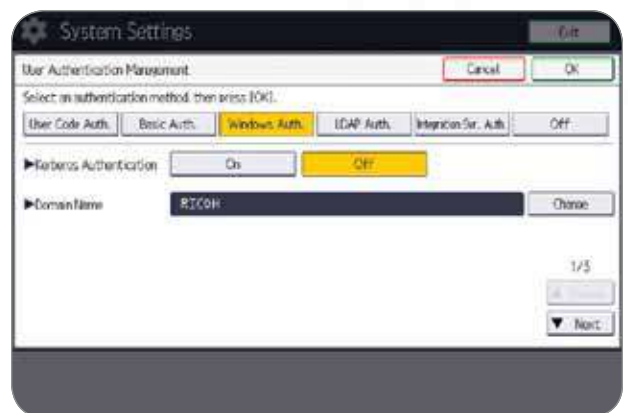 System Settings Exit
User Authentication Management Cancel OK
Select an authentication method, then press [OK].
User Code Auth. Basic Auth. Windows Auth. LDAP Auth. Integration Svr. Auth. Off
▶Kerberos Authentication On Off
▶Domain Name RICOH Change
1/3
▼ Next